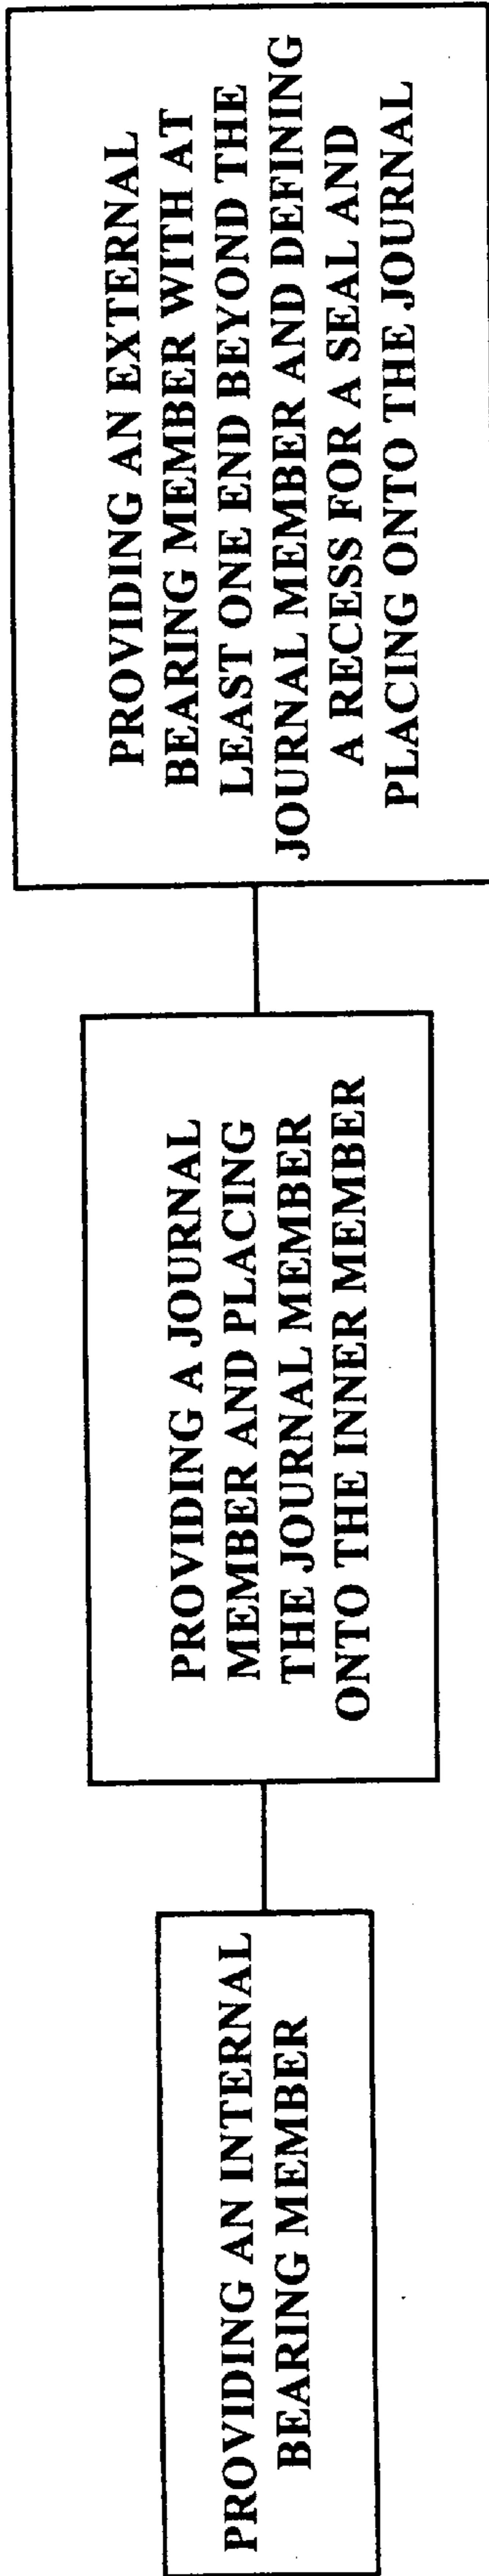 PROVIDING AN INTERNAL
BEARING MEMBER
PROVIDING A JOURNAL
MEMBER AND PLACING
THE JOURNAL MEMBER
ONTO THE INNER MEMBER
PROVIDING AN EXTERNAL
BEARING MEMBER WITH AT
LEAST ONE END BEYOND THE
JOURNAL MEMBER AND DEFINING
A RECESS FOR A SEAL AND
PLACING ONTO THE JOURNAL